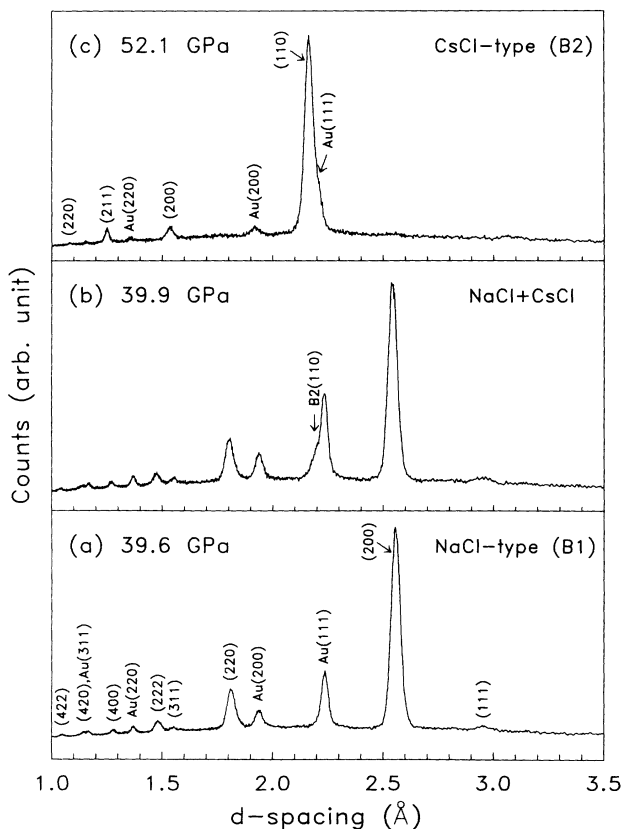 (c) 52.1 GPa
CsCl-type (B2)
(110)
Au(111)
(220)
(211)
Au(220)
(200)
Au(200)
(b) 39.9 GPa
NaCl+CsCl
B2(110)
(a) 39.6 GPa
NaCl-type (B1)
(200)
(422)
(420),Au(311)
(400)
Au(220)
(222)
(311)
(220)
Au(200)
Au(111)
(111)
Counts (arb. unit)
1.0 1.5 2.0 2.5 3.0 3.5
d-spacing (Å)